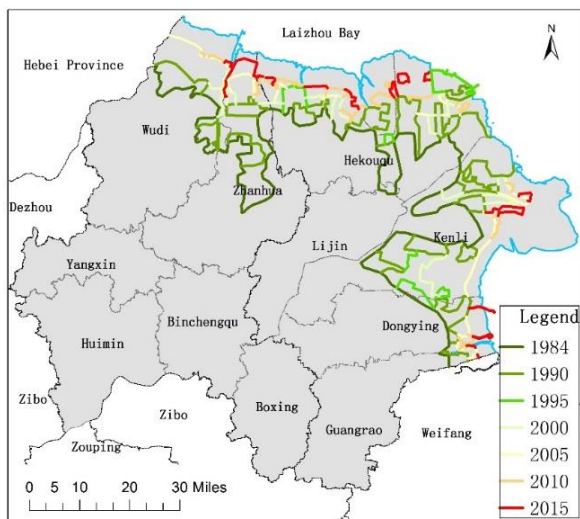 Laizhou Bay
N
Hebei Province
Wudi
Hekouqu
Zhanhua
Dezhou
Kenli
Lijin
Yangxin
Binchengqu
Dongying
Huimin
Zibo
Zibo
Boxing
Guangrao
Weifang
Zouping
Legend
1984
1990
1995
2000
2005
2010
2015
0 5 10 20 30 Miles